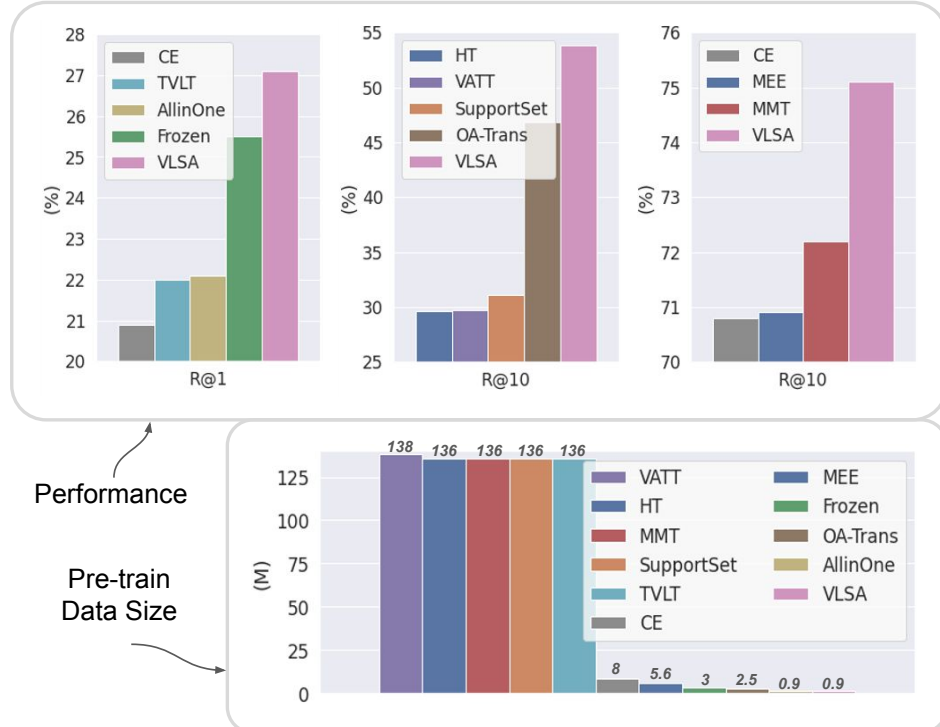 28
27
26
25
24
23
22
21
20
(%)
CE
TVLT
AllinOne
Frozen
VLSA
R@1
55
50
45
40
35
30
25
(%)
HT
VATT
SupportSet
OA-Trans
VLSA
R@10
76
75
74
73
72
71
70
(%)
CE
MEE
MMT
VLSA
R@10
Performance
Pre-train
Data Size
125
100
75
50
25
0
(M)
138
136
136
136
136
8
5.6
3
2.5
0.9
0.9
VATT
HT
MMT
SupportSet
TVLT
CE
MEE
Frozen
OA-Trans
AllinOne
VLSA